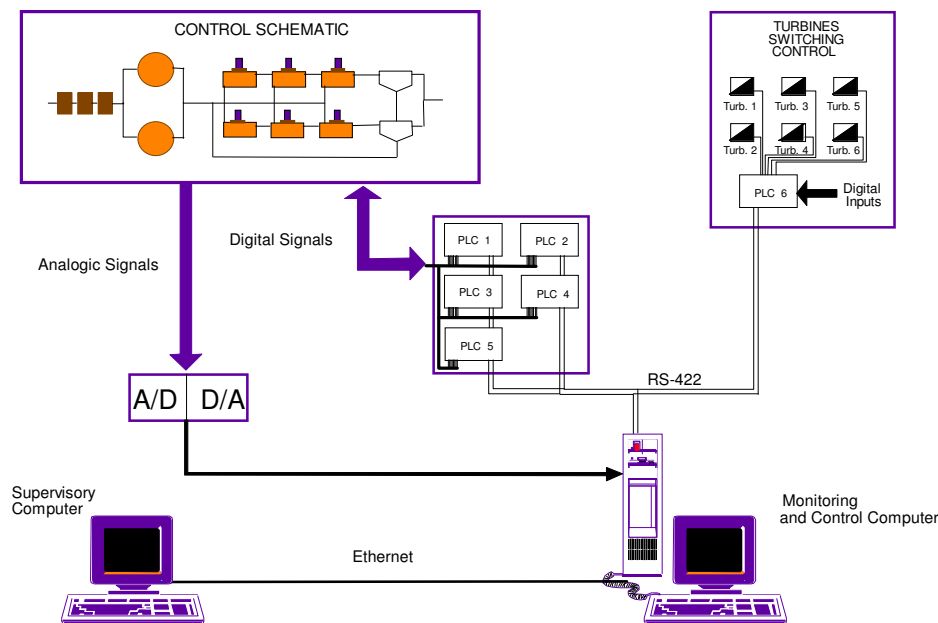 CONTROL SCHEMATIC
TURBINES
SWITCHING
CONTROL
Turb. 1
Turb. 3
Turb. 5
Turb. 2
Turb. 4
Turb. 6
PLC 6
Digital
Inputs
Analogic Signals
Digital Signals
PLC 1
PLC 2
PLC 3
PLC 4
PLC 5
RS-422
A/D
D/A
Supervisory
Computer
Monitoring
and Control Computer
Ethernet